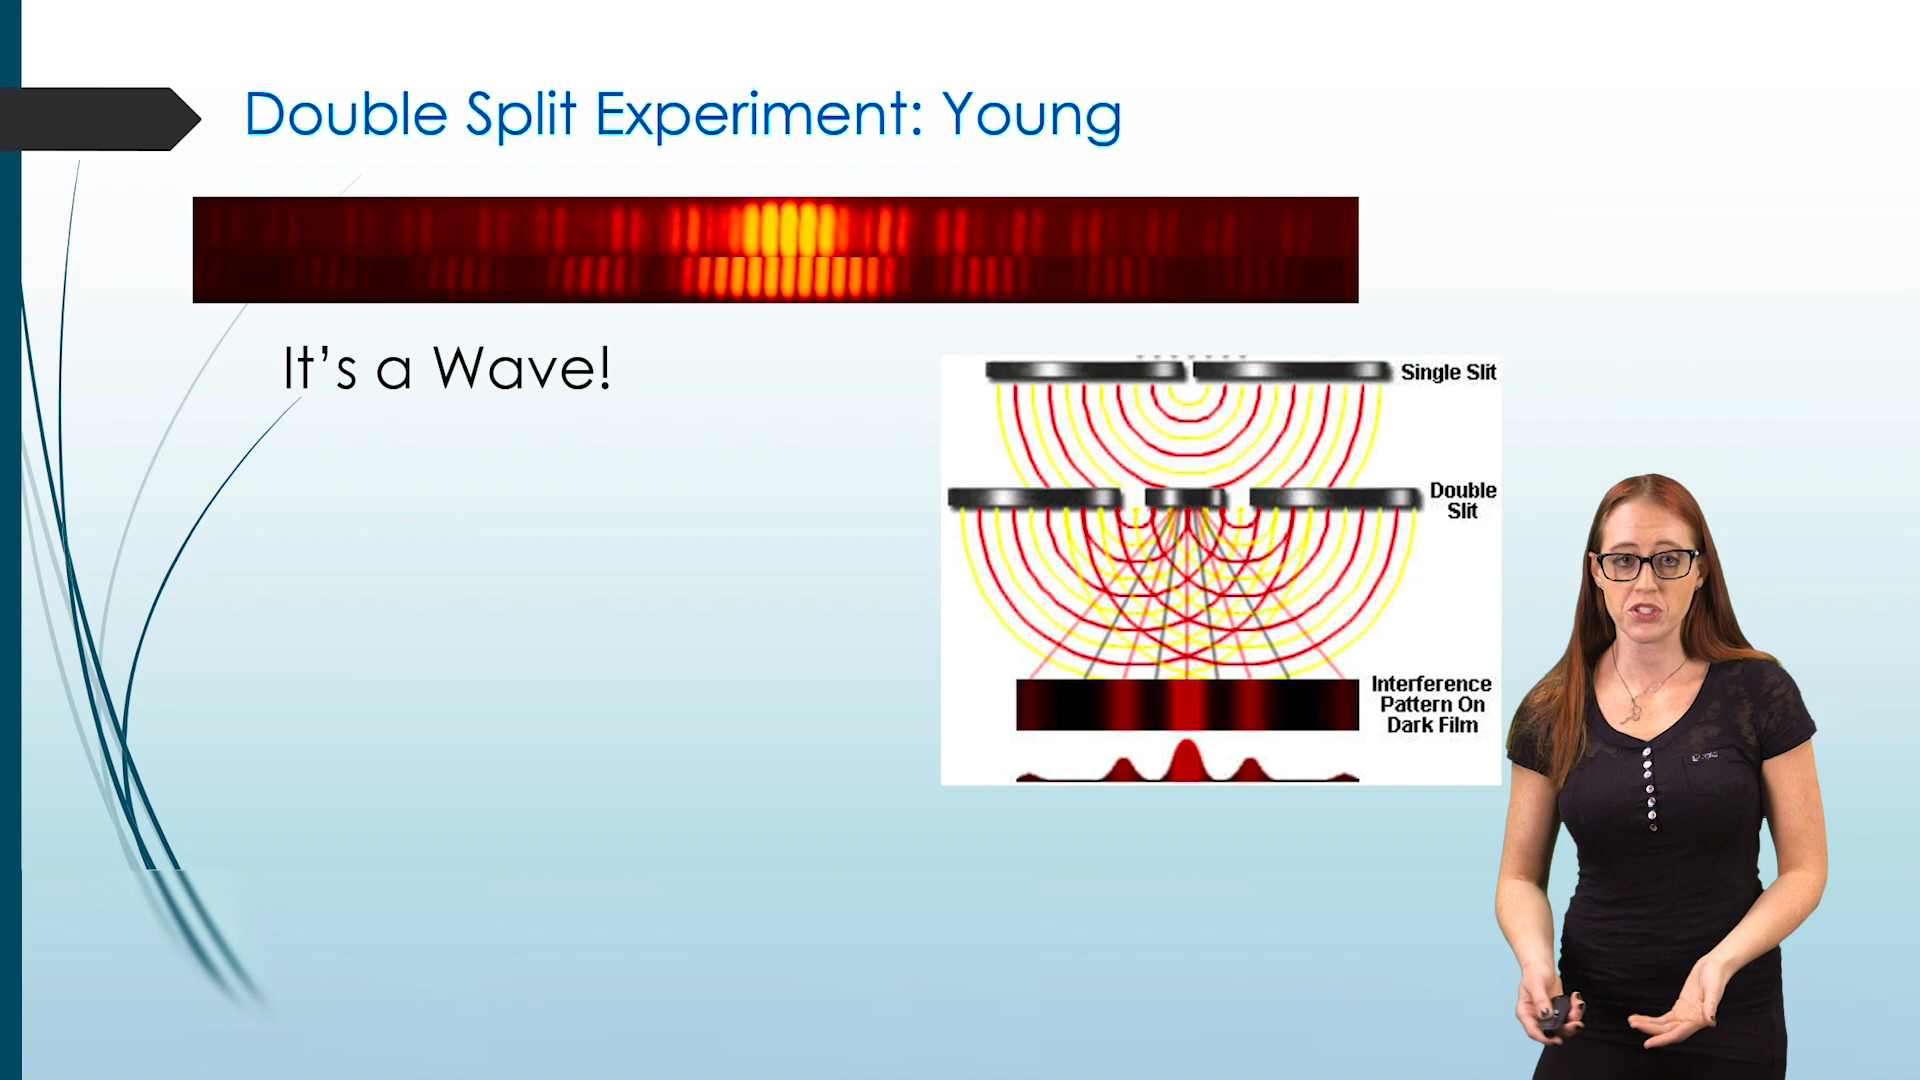 Double Split Experiment: Young
It’s a Wave!
Single Slit
Double
Slit
Interference
Pattern On
Dark Film